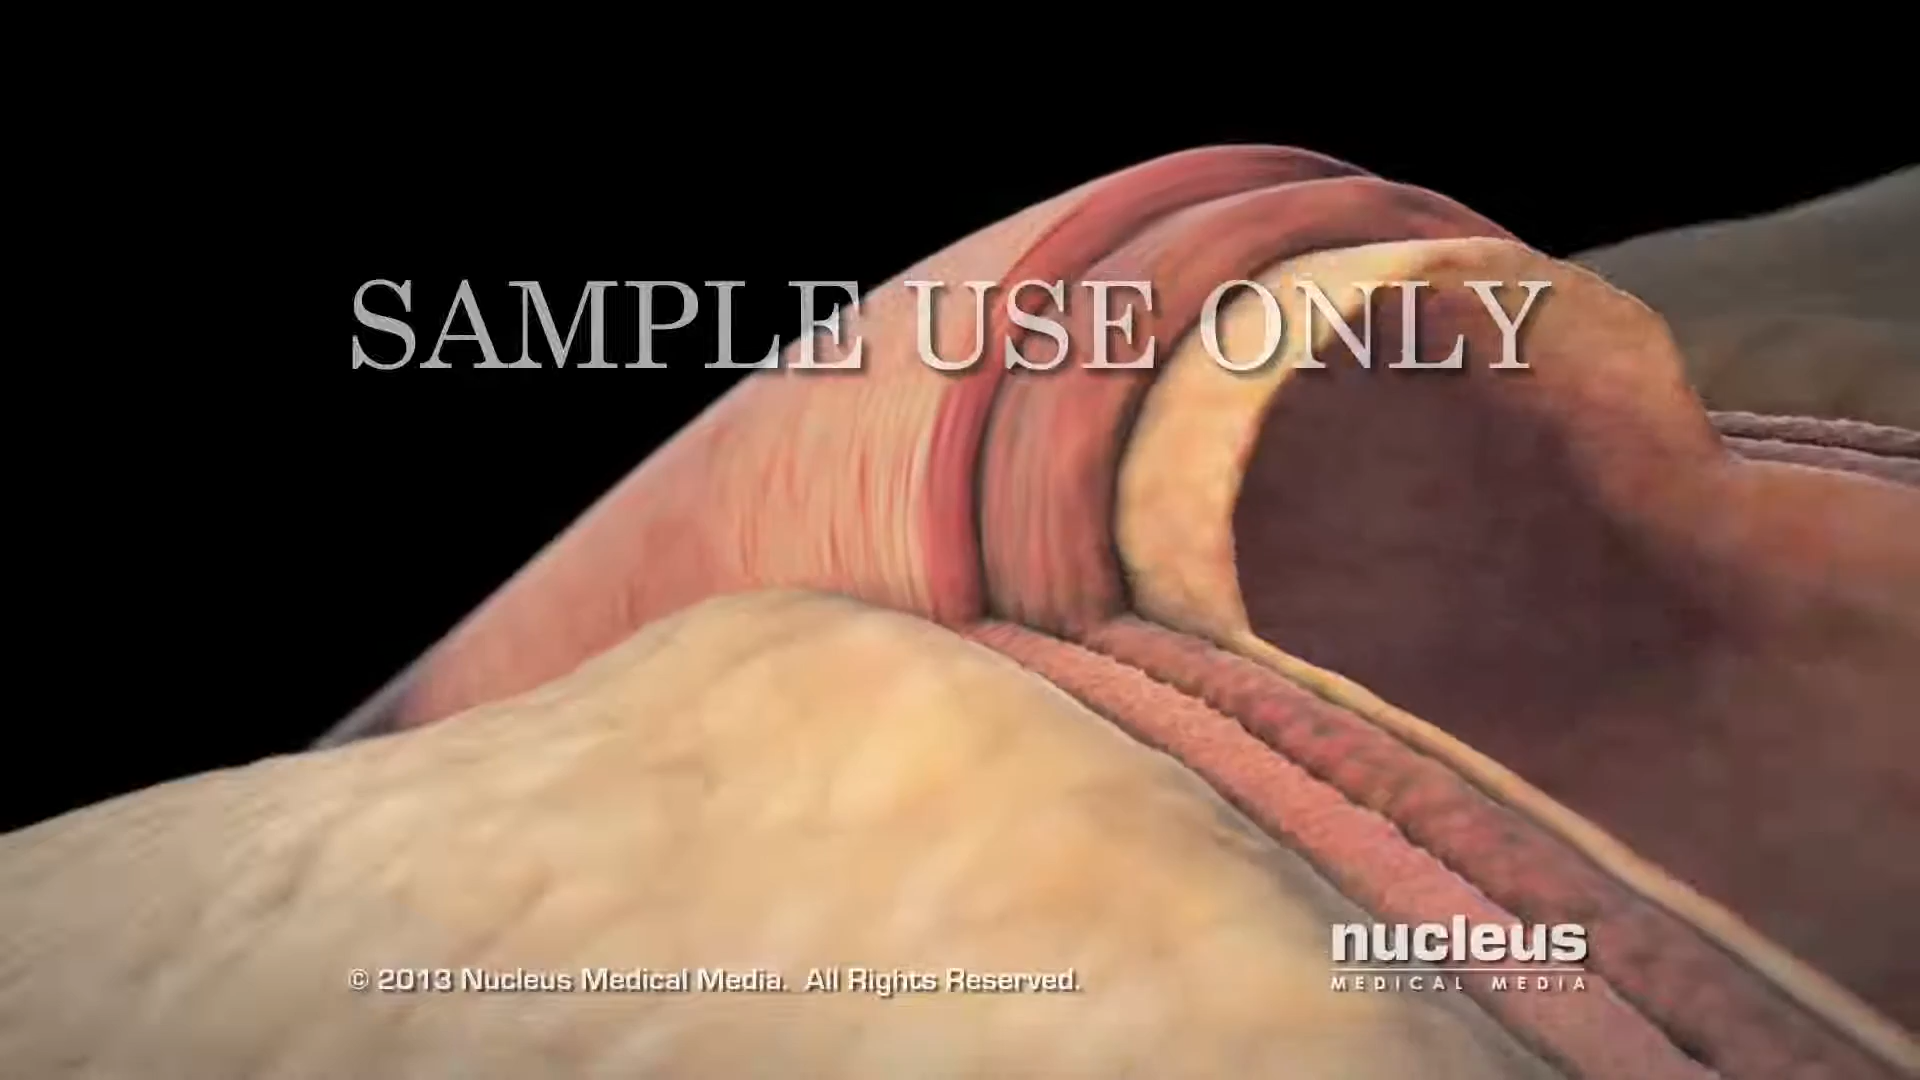 SAMPLE USE ONLY
nucleus
MEDICAL MEDIA
© 2013 Nucleus Medical Media. All Rights Reserved.